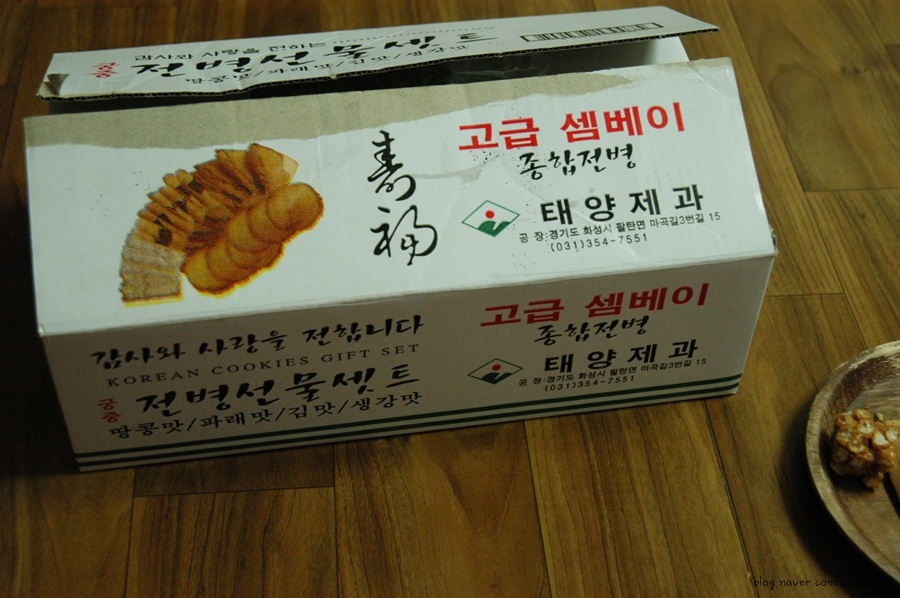 감사와 사랑을 전하는
궁중 전병선물셋트
땅콩맛/파래맛/김맛/생강맛
壽福
고급 셈베이
종합전병
태양제과
공 장:경기도 화성시 팔탄면 마곡길3번길 15
(031)354-7551
감사와 사랑을 전합니다
KOREAN COOKIES GIFT SET
궁중 전병선물셋트
땅콩맛/파래맛/김맛/생강맛
고급 셈베이
종합전병
태양제과
공 장:경기도 화성시 팔탄면 마곡길3번길 15
(031)354-7551
blog.naver.com